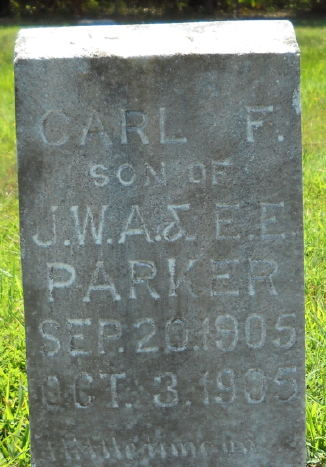 CARL F.
SON OF
J.W.A. & E.E.
PARKER
SEP. 20. 1905
OCT. 3. 1905